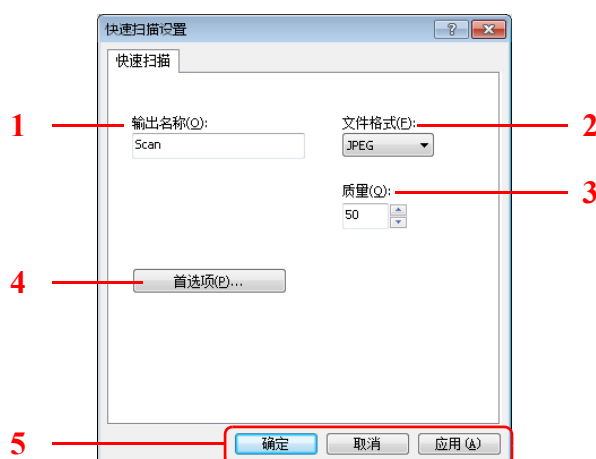 快速扫描设置
快速扫描
1 输出名称(O): 文件格式(F): 2
Scan JPEG
质量(Q): 3
50
4 首选项(P)...
5 确定 取消 应用(A)